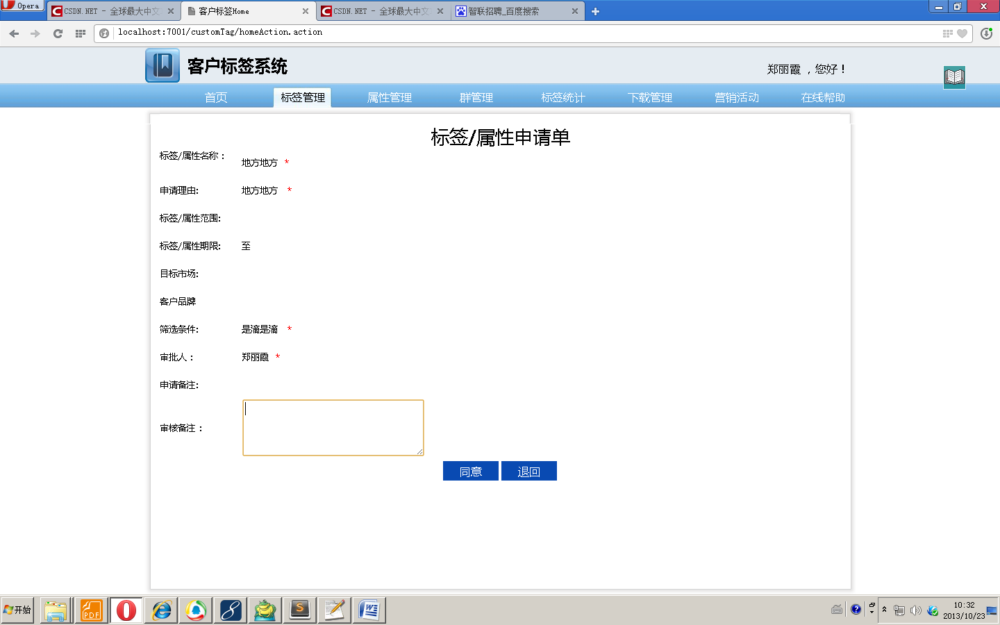 Opera
CSDN.NET - 全球最大中文
客户标签Home
CSDN.NET - 全球最大中文
智联招聘_百度搜索
localhost:7001/customTag/homeAction.action
客户标签系统
郑丽霞 ，您好！
首页 标签管理 属性管理 群管理 标签统计 下载管理 营销活动 在线帮助
标签/属性申请单
标签/属性名称： 地方地方 *
申请理由: 地方地方 *
标签/属性范围:
标签/属性期限: 至
目标市场:
客户品牌
筛选条件: 是滴是滴 *
审批人： 郑丽霞 *
申请备注:
审核备注：
同意 退回
开始
PDF
10:32
2013/10/23